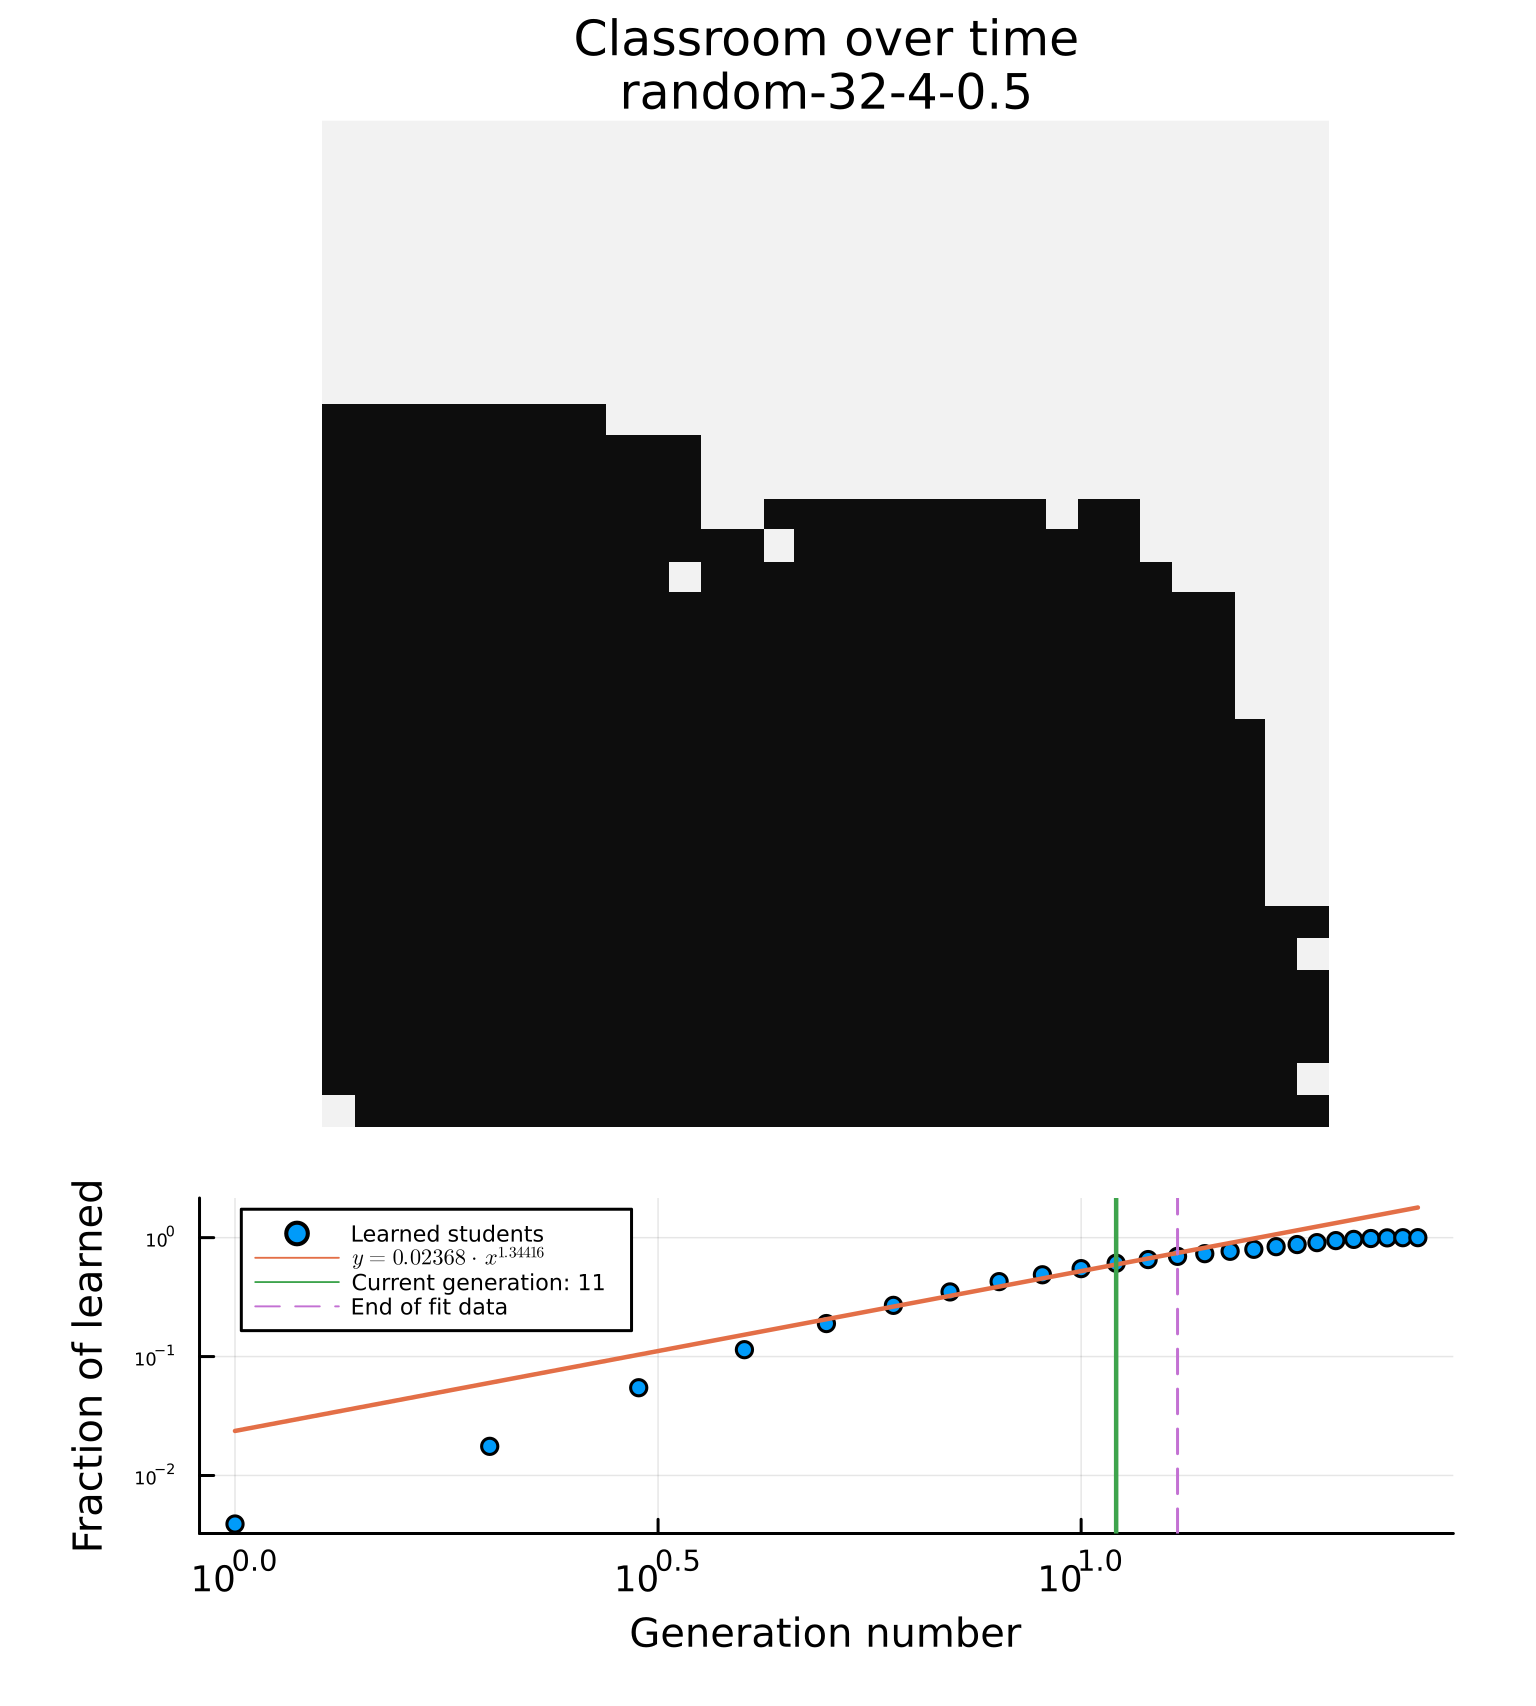 Classroom over time
random-32-4-0.5
Fraction of learned
10^0
10^-1
10^-2
Learned students
y = 0.02368 · x^1.34416
Current generation: 11
End of fit data
10^0.0 10^0.5 10^1.0
Generation number